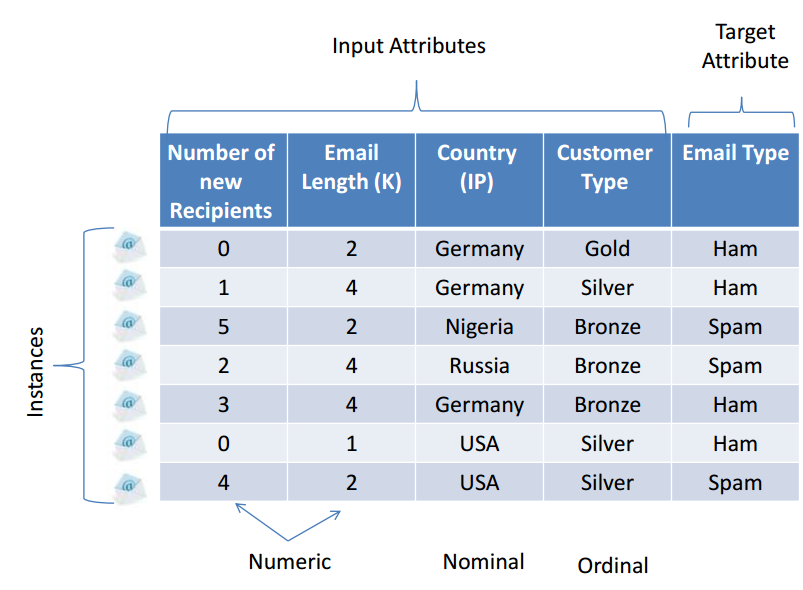 Input Attributes
Target
Attribute
Number of
new
Recipients
Email
Length (K)
Country
(IP)
Customer
Type
Email Type
0 2 Germany Gold Ham
1 4 Germany Silver Ham
5 2 Nigeria Bronze Spam
2 4 Russia Bronze Spam
3 4 Germany Bronze Ham
0 1 USA Silver Ham
4 2 USA Silver Spam
Instances
Numeric
Nominal
Ordinal